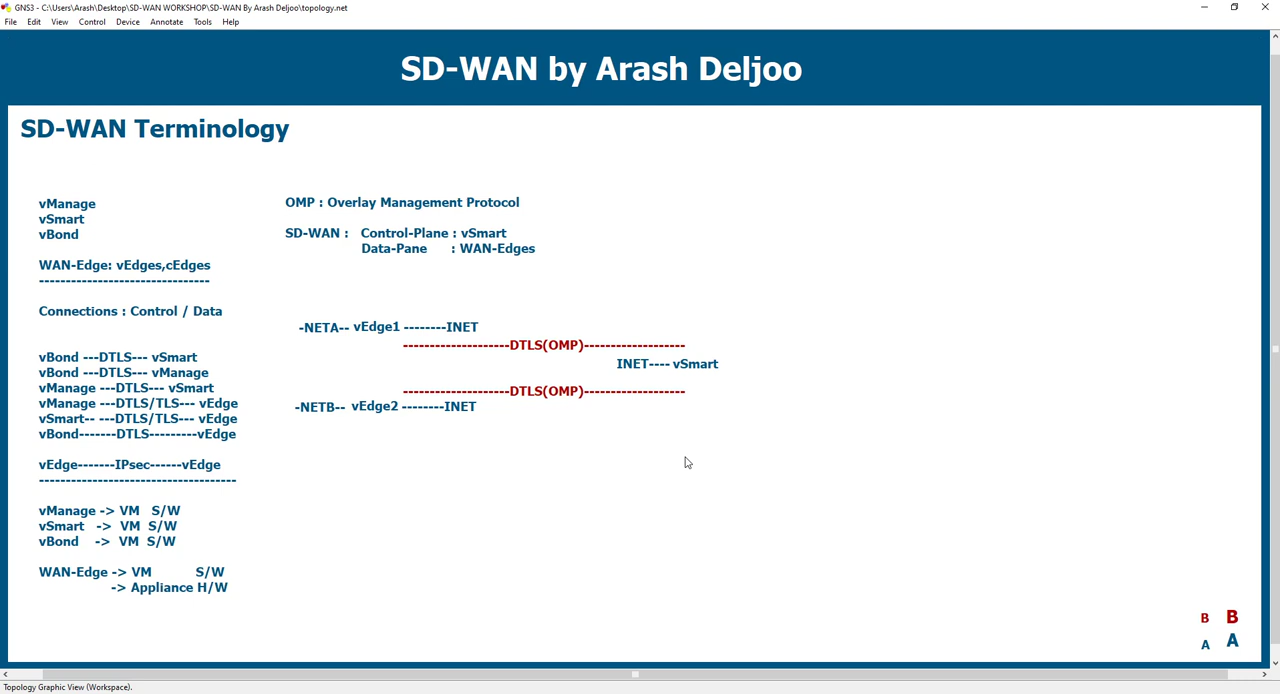 GNS3 - C:\Users\Arash\Desktop\SD-WAN WORKSHOP\SD-WAN By Arash Deljoo\topology.net
File Edit View Control Device Annotate Tools Help
SD-WAN by Arash Deljoo
SD-WAN Terminology
vManage
vSmart
vBond
WAN-Edge: vEdges,cEdges
--------------------------------
Connections : Control / Data
vBond ---DTLS--- vSmart
vBond ---DTLS--- vManage
vManage ---DTLS--- vSmart
vManage ---DTLS/TLS--- vEdge
vSmart-- ---DTLS/TLS--- vEdge
vBond-------DTLS---------vEdge
vEdge-------IPsec------vEdge
-------------------------------------
vManage -> VM S/W
vSmart -> VM S/W
vBond -> VM S/W
WAN-Edge -> VM S/W
-> Appliance H/W
OMP : Overlay Management Protocol
SD-WAN : Control-Plane : vSmart
Data-Pane : WAN-Edges
-NETA-- vEdge1 --------INET
--------------------DTLS(OMP)-------------------
INET---- vSmart
--------------------DTLS(OMP)-------------------
-NETB-- vEdge2 --------INET
B B
A A
Topology Graphic View (Workspace).